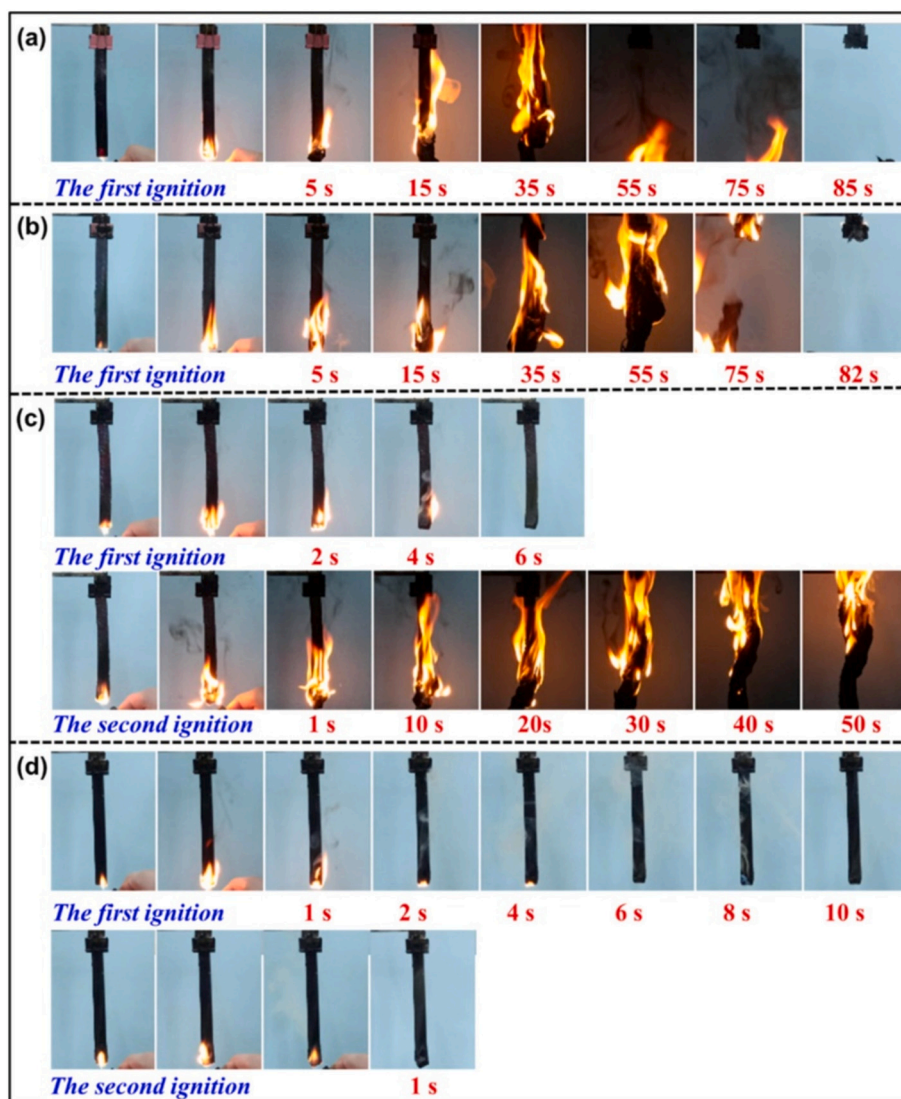 (a)
The first ignition 5 s 15 s 35 s 55 s 75 s 85 s
(b)
The first ignition 5 s 15 s 35 s 55 s 75 s 82 s
(c)
The first ignition 2 s 4 s 6 s
The second ignition 1 s 10 s 20s 30 s 40 s 50 s
(d)
The first ignition 1 s 2 s 4 s 6 s 8 s 10 s
The second ignition 1 s